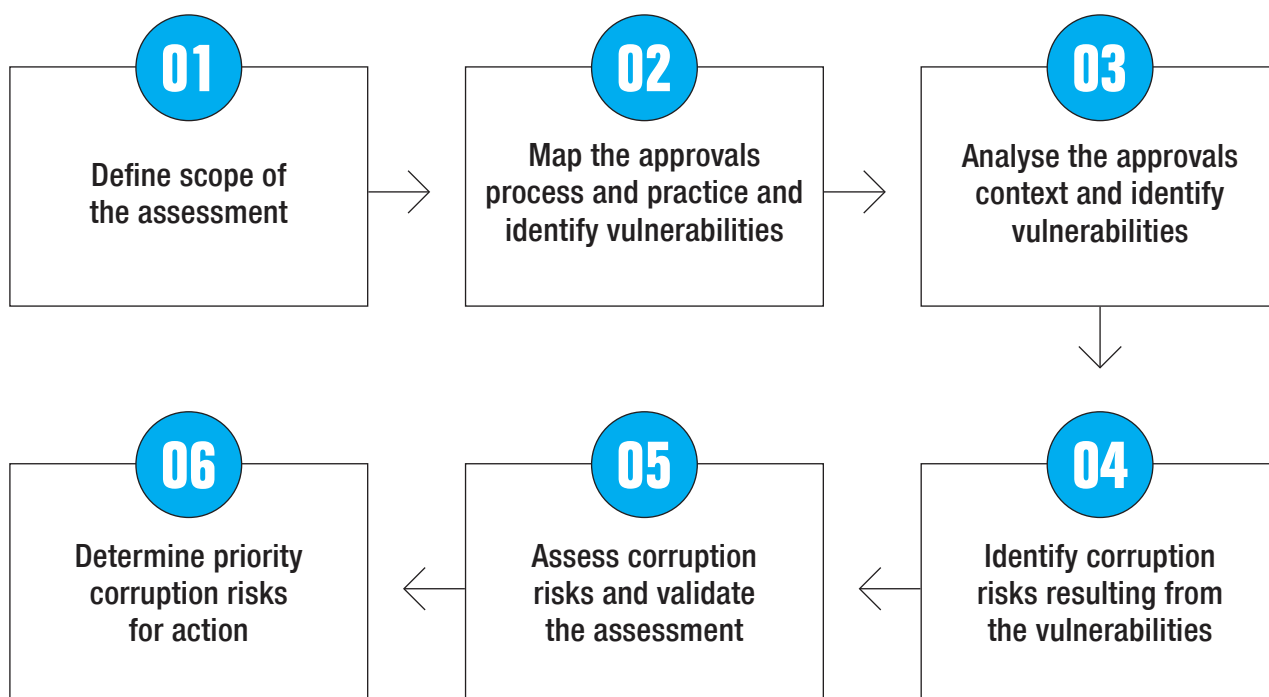 01
Define scope of
the assessment
02
Map the approvals
process and practice and
identify vulnerabilities
03
Analyse the approvals
context and identify
vulnerabilities
04
Identify corruption
risks resulting from
the vulnerabilities
05
Assess corruption
risks and validate
the assessment
06
Determine priority
corruption risks
for action